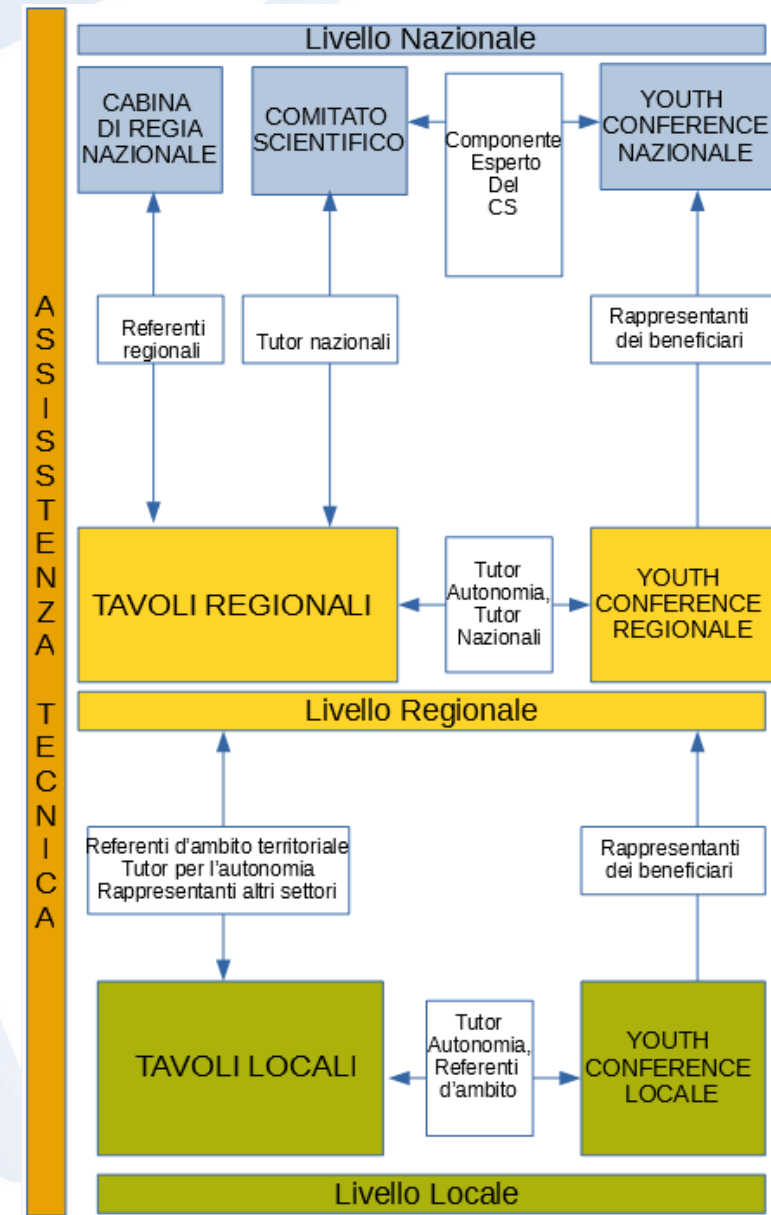 Livello Nazionale
CABINA
DI REGIA
NAZIONALE
COMITATO
SCIENTIFICO
Componente
Esperto
Del
CS
YOUTH
CONFERENCE
NAZIONALE
Referenti
regionali
Tutor nazionali
Rappresentanti
dei beneficiari
ASSISSTENZA TECNICA
TAVOLI REGIONALI
Tutor
Autonomia,
Tutor
Nazionali
YOUTH
CONFERENCE
REGIONALE
Livello Regionale
Referenti d'ambito territoriale
Tutor per l'autonomia
Rappresentanti altri settori
Rappresentanti
dei beneficiari
TAVOLI LOCALI
Tutor
Autonomia,
Referenti
d'ambito
YOUTH
CONFERENCE
LOCALE
Livello Locale